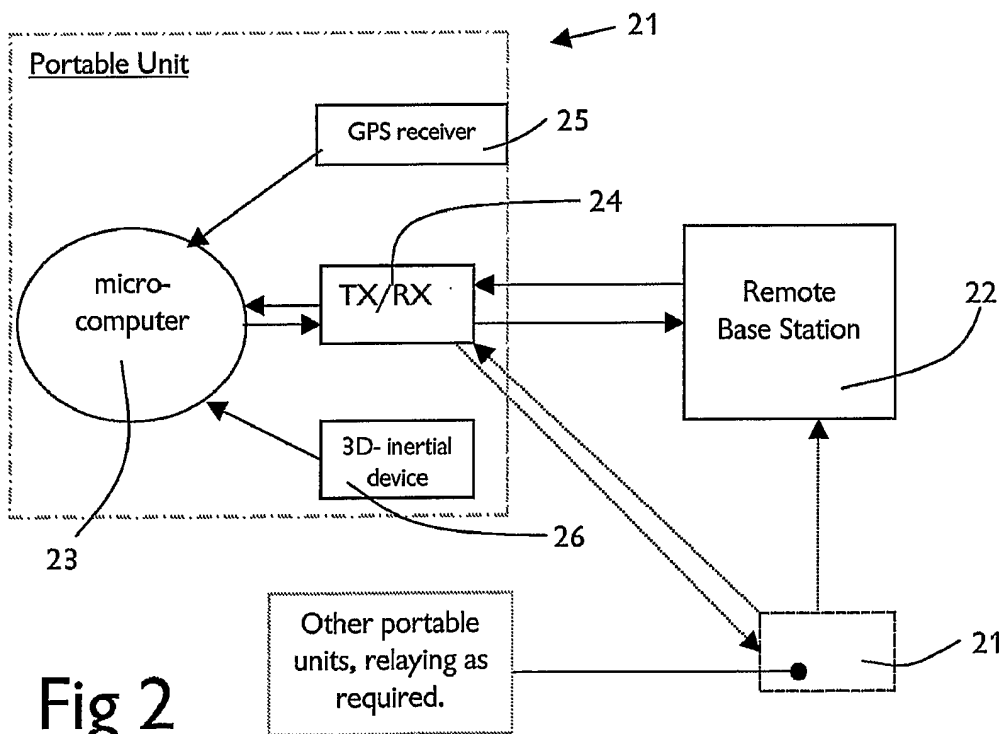 21
Portable Unit
GPS receiver
25
24
micro-
computer
TX/RX
Remote
Base Station
22
3D- inertial
device
23
26
Other portable
units, relaying as
required.
21
Fig 2